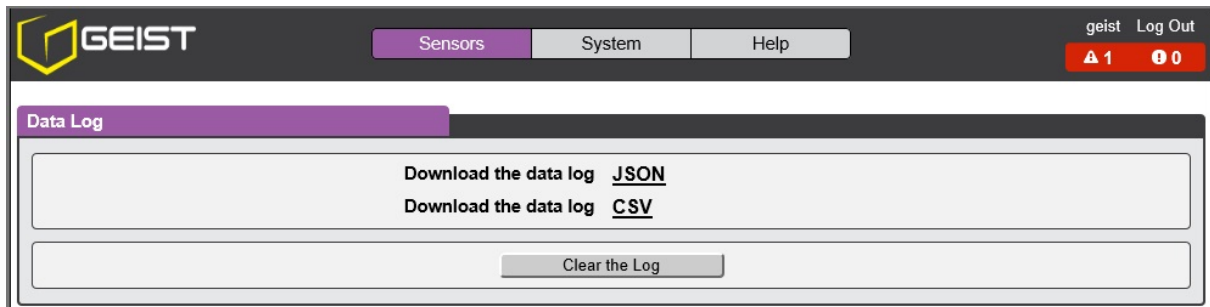 GEIST
Sensors System Help
geist Log Out
1 0
Data Log
Download the data log JSON
Download the data log CSV
Clear the Log